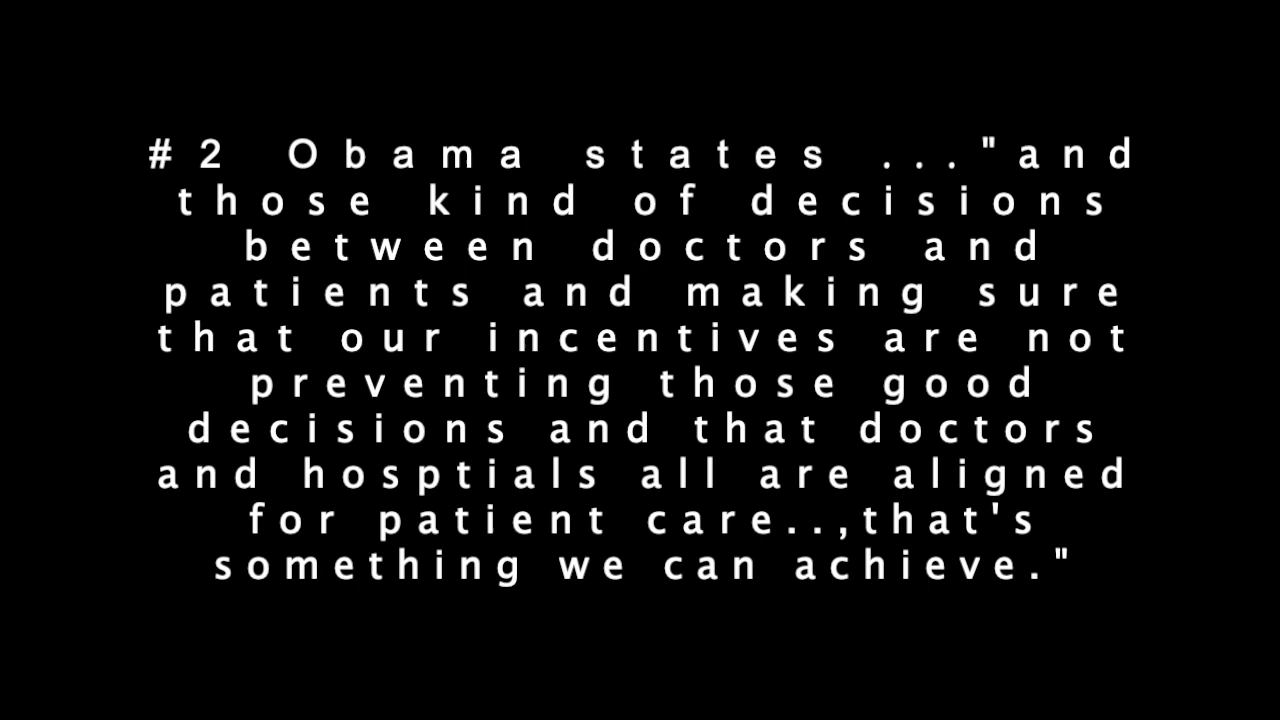 #2 Obama states ..."and
those kind of decisions
between doctors and
patients and making sure
that our incentives are not
preventing those good
decisions and that doctors
and hosptials all are aligned
for patient care..,that's
something we can achieve."